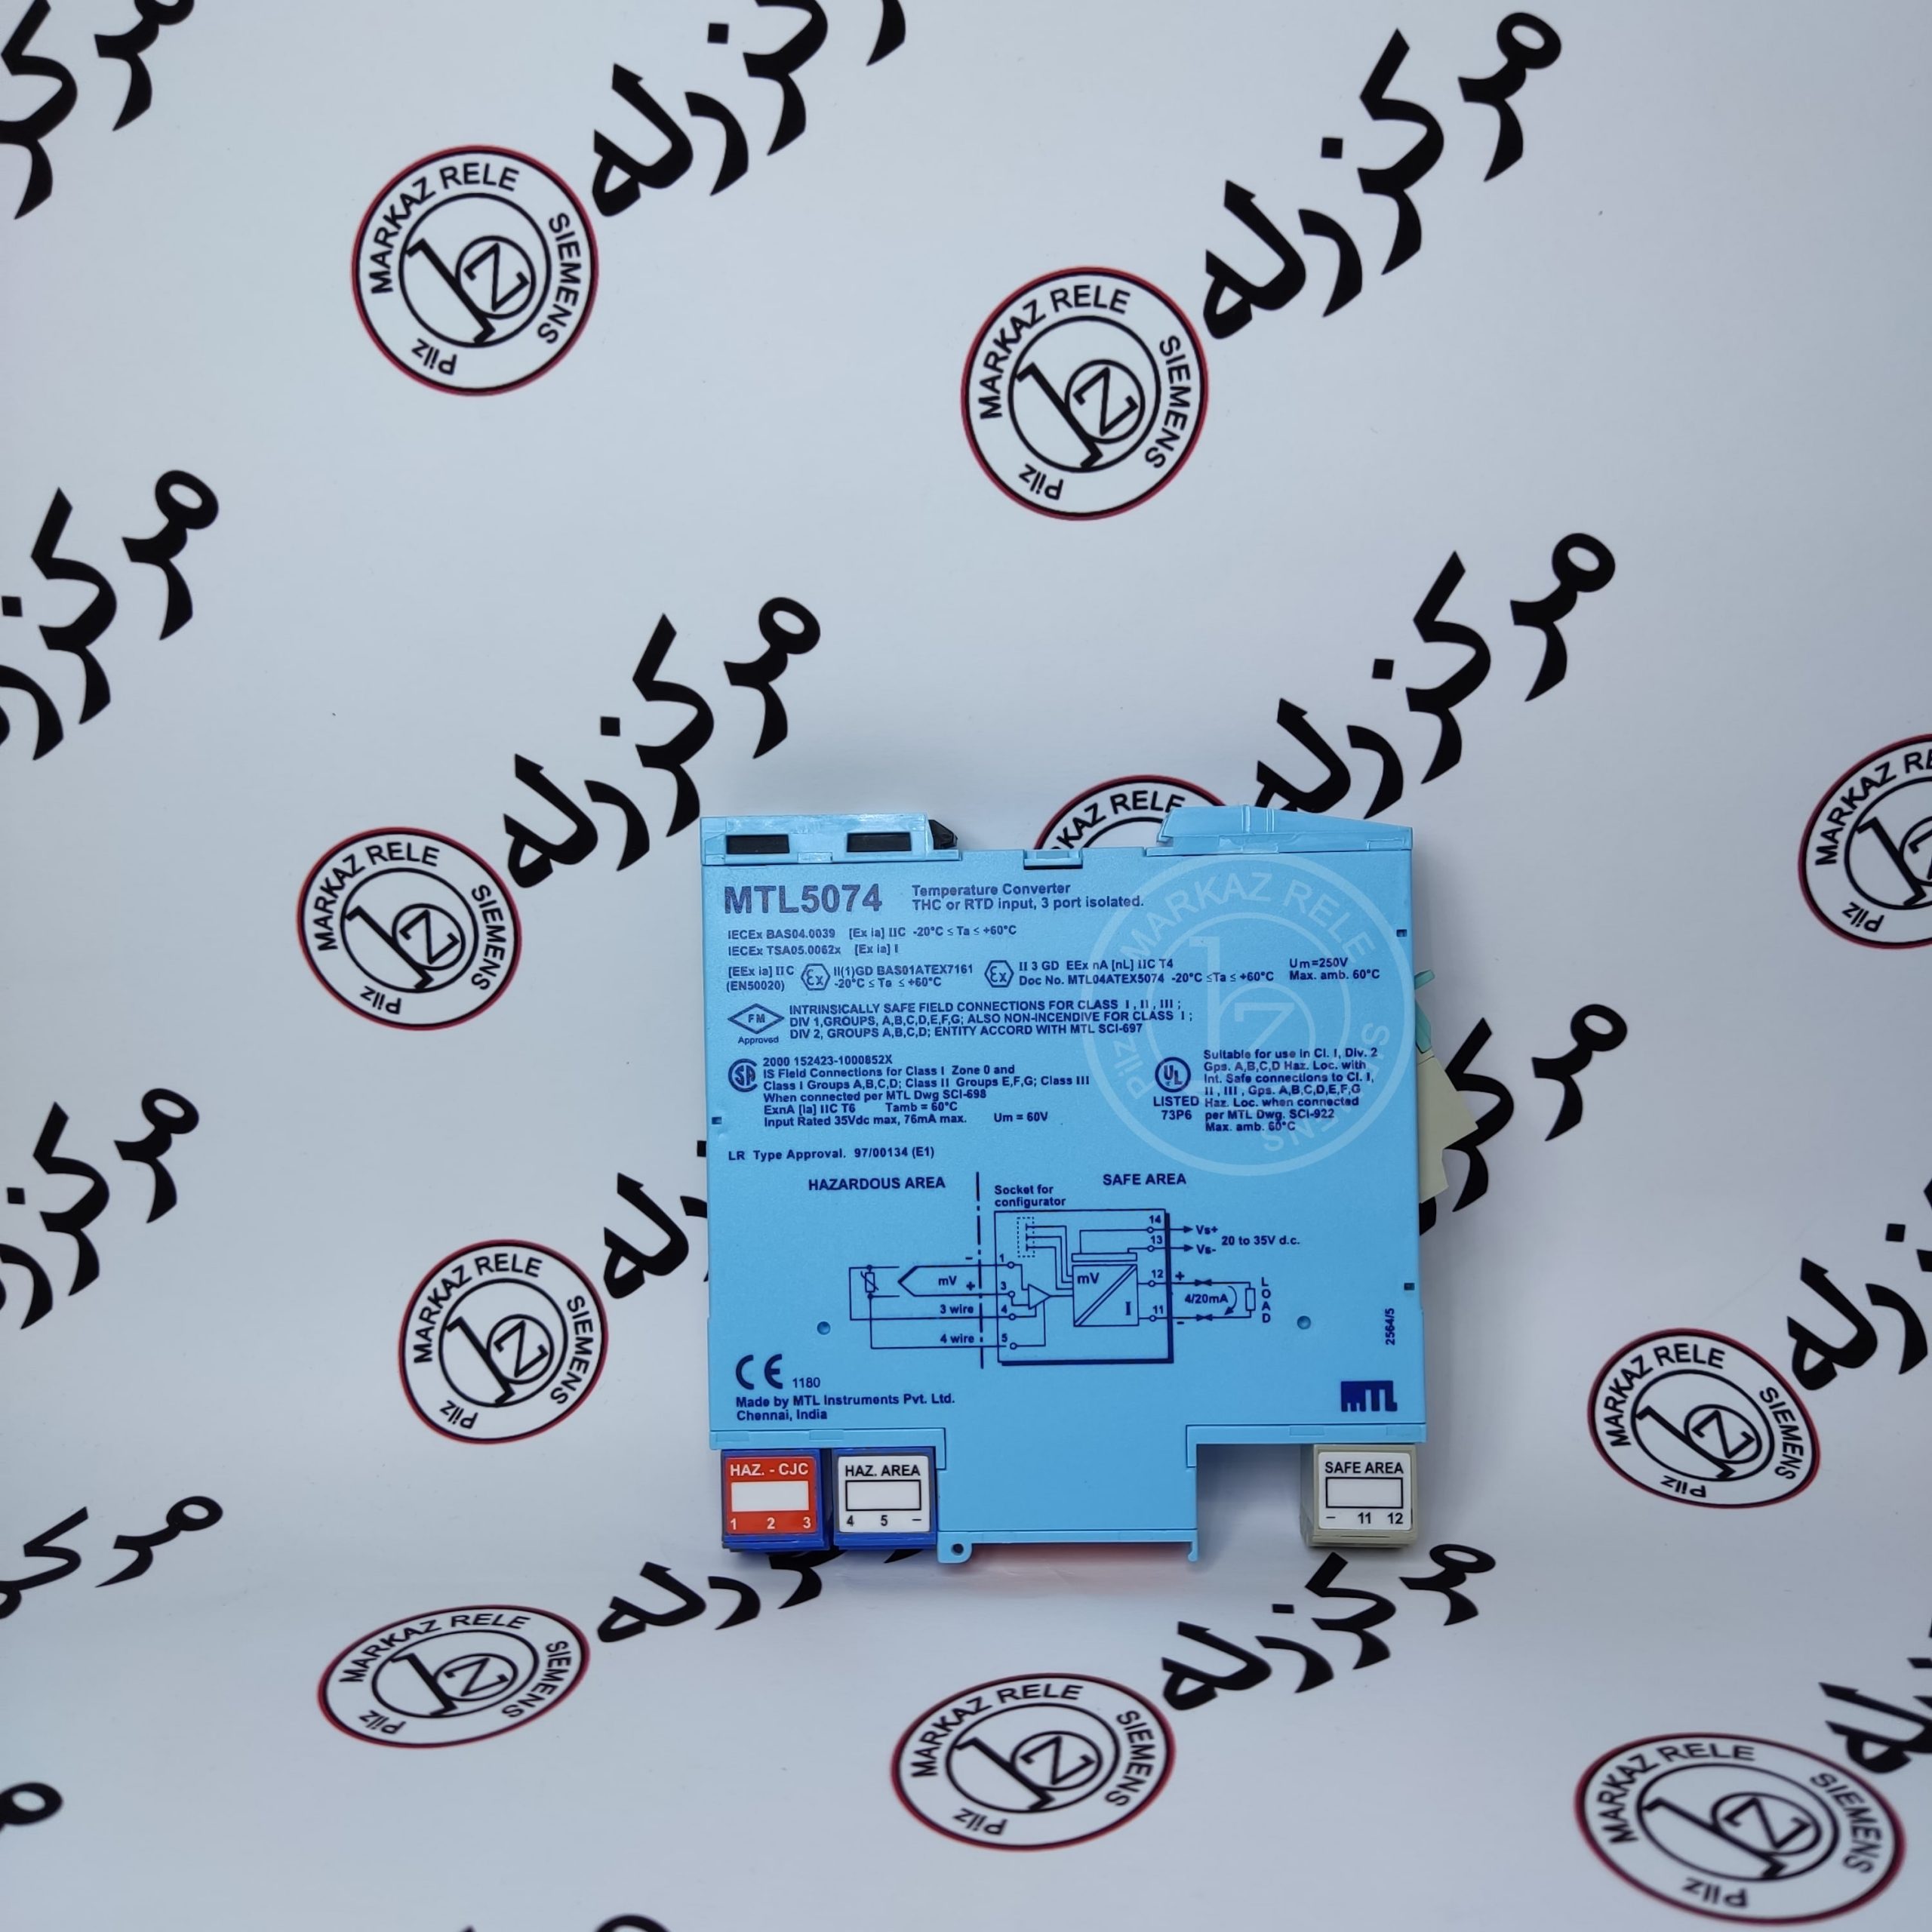 مرکز رله
MARKAZ RELE
SIEMENS
Pilz
MTL5074
Temperature Converter
THC or RTD input, 3 port isolated.
IECEx BAS04.0039 [Ex ia] IIC -20°C ≤ Ta ≤ +60°C
IECEx TSA05.0062x [Ex ia] I
[EEx ia] IIC
(EN50020)
Ex
II(1)GD BAS01ATEX7161
-20°C ≤ Ta ≤ +60°C
Ex
II 3 GD EEx nA [nL] IIC T4
Doc No. MTL04ATEX5074 -20°C ≤Ta ≤ +60°C
Um=250V
Max. amb. 60°C
FM
Approved
INTRINSICALLY SAFE FIELD CONNECTIONS FOR CLASS I , II , III ;
DIV 1,GROUPS, A,B,C,D,E,F,G; ALSO NON-INCENDIVE FOR CLASS I ;
DIV 2, GROUPS A,B,C,D; ENTITY ACCORD WITH MTL SCI-697
SA
2000 152423-1000852X
IS Field Connections for Class I Zone 0 and
Class I Groups A,B,C,D; Class II Groups E,F,G; Class III
When connected per MTL Dwg SCI-698
ExnA [Ia] IIC T6 Tamb = 60°C
Input Rated 35Vdc max, 76mA max. Um = 60V
UL
LISTED
73P6
Suitable for use in Cl. I, Div. 2
Gps. A,B,C,D Haz. Loc. with
Int. Safe connections to Cl. I,
II , III , Gps. A,B,C,D,E,F,G
Haz. Loc. when connected
per MTL Dwg. SCI-922
Max. amb. 60°C
LR Type Approval. 97/00134 (E1)
HAZARDOUS AREA
SAFE AREA
Socket for
configurator
14
Vs+
13
Vs-
20 to 35V d.c.
-
1
mV
+
3
3 wire
4
4 wire
5
mV
I
12
+
4/20mA
11
-
LOAD
2564/5
CE 1180
Made by MTL Instruments Pvt. Ltd.
Chennai, India
MTL
HAZ. - CJC
1 2 3
HAZ. AREA
4 5 -
SAFE AREA
- 11 12